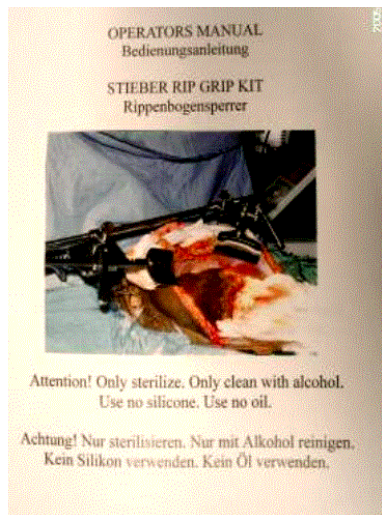 OPERATORS MANUAL
Bedienungsanleitung
STIEBER RIP GRIP KIT
Rippenbogensperrer
Attention! Only sterilize. Only clean with alcohol.
Use no silicone. Use no oil.
Achtung! Nur sterilisieren. Nur mit Alkohol reinigen.
Kein Silikon verwenden. Kein Öl verwenden.